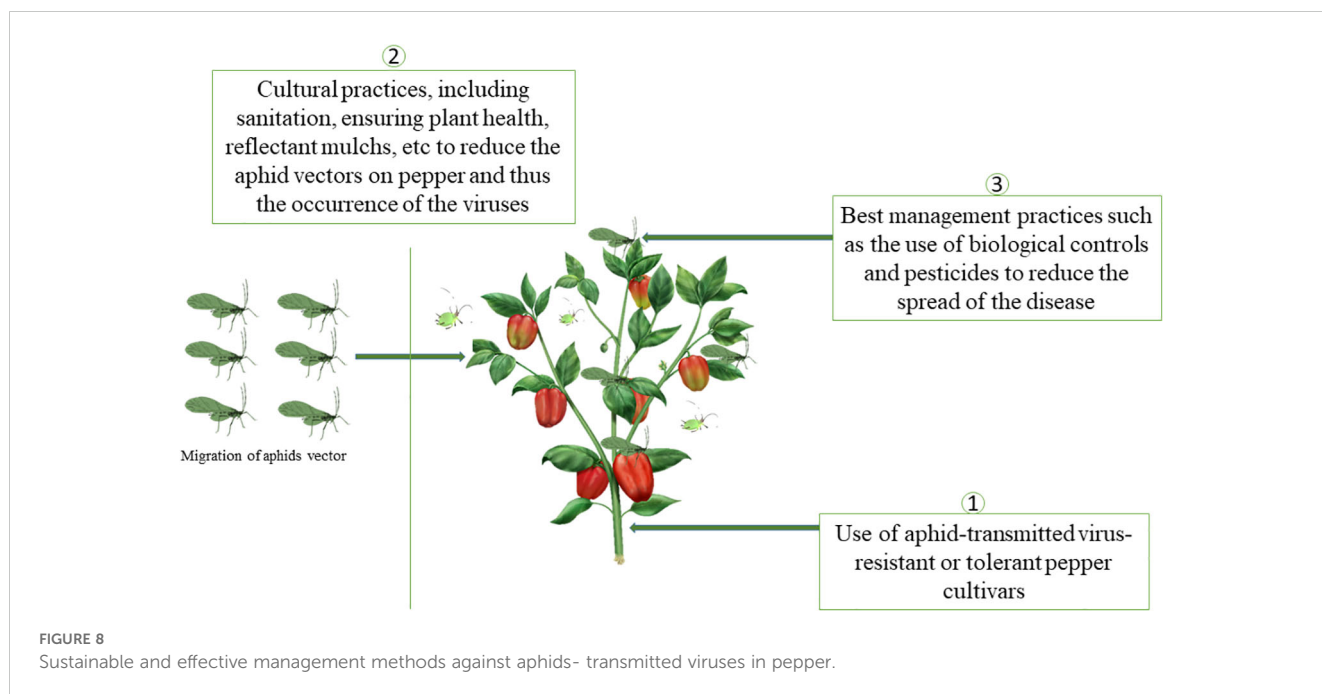 ②
Cultural practices, including
sanitation, ensuring plant health,
reflectant mulchs, etc to reduce the
aphid vectors on pepper and thus
the occurrence of the viruses
③
Best management practices such
as the use of biological controls
and pesticides to reduce the
spread of the disease
Migration of aphids vector
①
Use of aphid-transmitted virus-
resistant or tolerant pepper
cultivars
FIGURE 8
Sustainable and effective management methods against aphids- transmitted viruses in pepper.